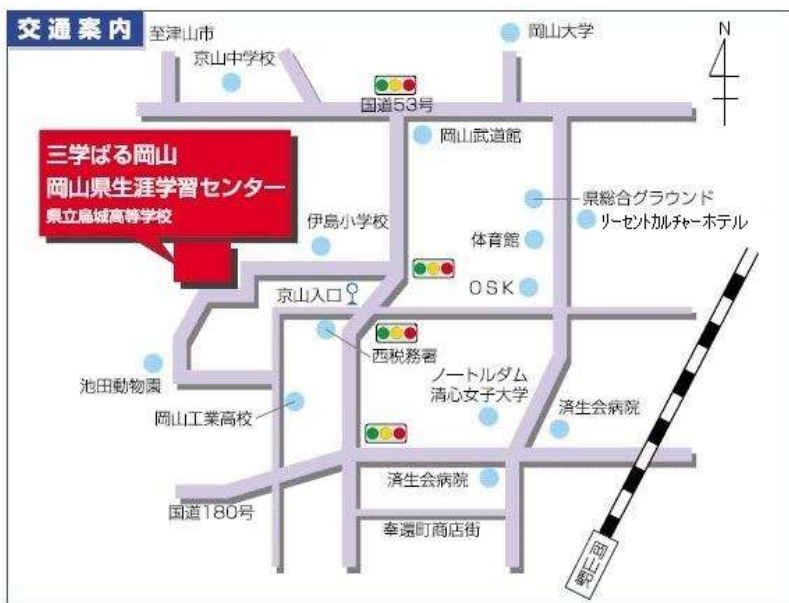 交通案内
至津山市
京山中学校
岡山大学
N
国道53号
岡山武道館
三学ぱる岡山
岡山県生涯学習センター
県立烏城高等学校
伊島小学校
県総合グラウンド
リーセントカルチャーホテル
体育館
京山入口
OSK
西税務署
池田動物園
ノートルダム
清心女子大学
岡山工業高校
済生会病院
済生会病院
国道180号
奉還町商店街
岡山駅